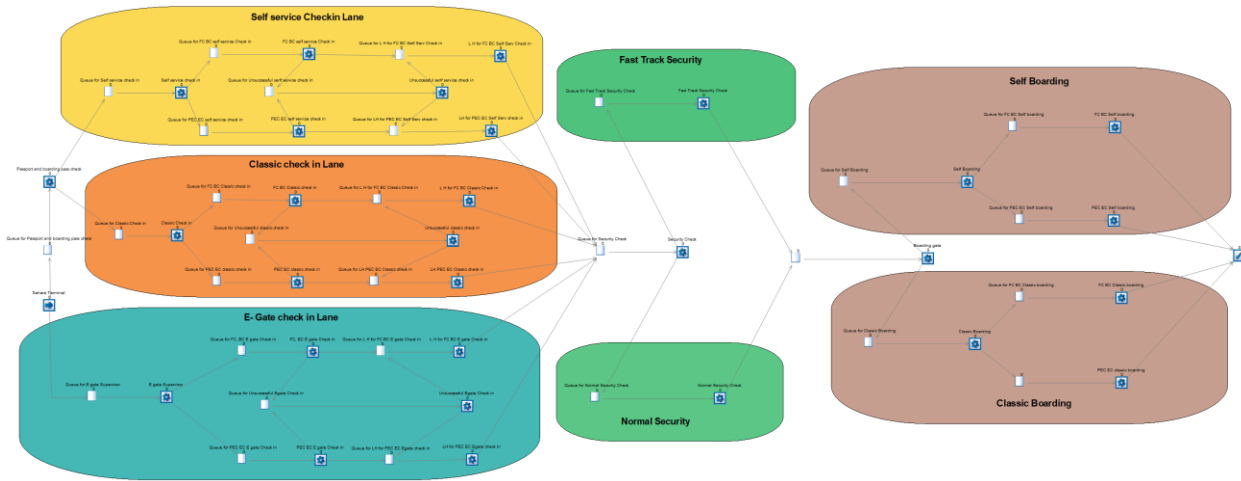 Self service Checkin Lane
Queue for FC BC self service Check in
FC BC self service Check in
Queue for L H for FC BC Self Serv Check in
L H for FC BC Self Serv Check in
Queue for Self service check in
Self service check in
Queue for Unsuccessful self service Check in
Unsuccessful self service check in
Queue for PEC EC self service check in
PEC EC self service check in
Queue for LH for PEC EC Self Serv check in
LH for PEC EC Self Serv check in
Passport and boarding pass check
Classic check in Lane
Queue for FC BC Classic check in
FC BC Classic check in
Queue for L H for FC BC Classic Check in
L H for FC BC Classic Check in
Queue for Classic Check in
Classic Check in
Queue for Unsuccessful classic Check in
Unsuccessful classic check in
Queue for PEC EC classic check in
PEC EC classic check in
Queue for LH PEC EC Classic check in
LH PEC Classic check in
Queue for Passport and boarding pass check
E- Gate check in Lane
Queue for FC, BC E gate Check in
FC, BC E gate Check in
Queue for L H for FC BC E gate Check in
L H for FC BC E gate Check in
Queue for E gate Supervisor
E gate Supervisor
Queue for Unsuccessful Egate Check in
Unsuccessful Egate check in
Queue for PEC EC E gate Check in
PEC EC E gate Check in
Queue for LH for PEC EC Egate check in
LH for PEC EC Egate check in
Fast Track Security
Queue for Fast Track Security Check
Fast Track Security Check
Queue for Security Check
Security Check
Queue for Normal Security Check
Normal Security Check
Normal Security
Self Boarding
Queue for FC BC Self boarding
FC BC Self boarding
Queue for Self Boarding
Self Boarding
Queue for PEC EC Self boarding
PEC EC Self boarding
Boarding gate
Queue for FC BC Classic boarding
FC BC Classic boarding
Queue for Classic Boarding
Classic Boarding
PEC EC classic boarding
Classic Boarding